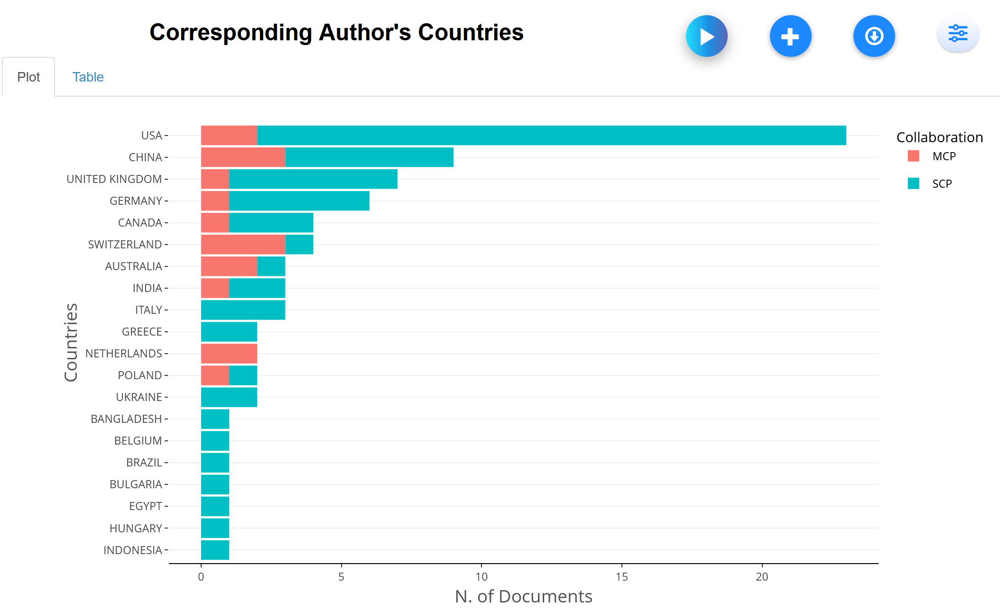 Corresponding Author's Countries
Plot
Table
USA
CHINA
UNITED KINGDOM
GERMANY
CANADA
SWITZERLAND
AUSTRALIA
INDIA
ITALY
GREECE
NETHERLANDS
POLAND
UKRAINE
BANGLADESH
BELGIUM
BRAZIL
BULGARIA
EGYPT
HUNGARY
INDONESIA
Countries
0 5 10 15 20
N. of Documents
Collaboration
MCP
SCP